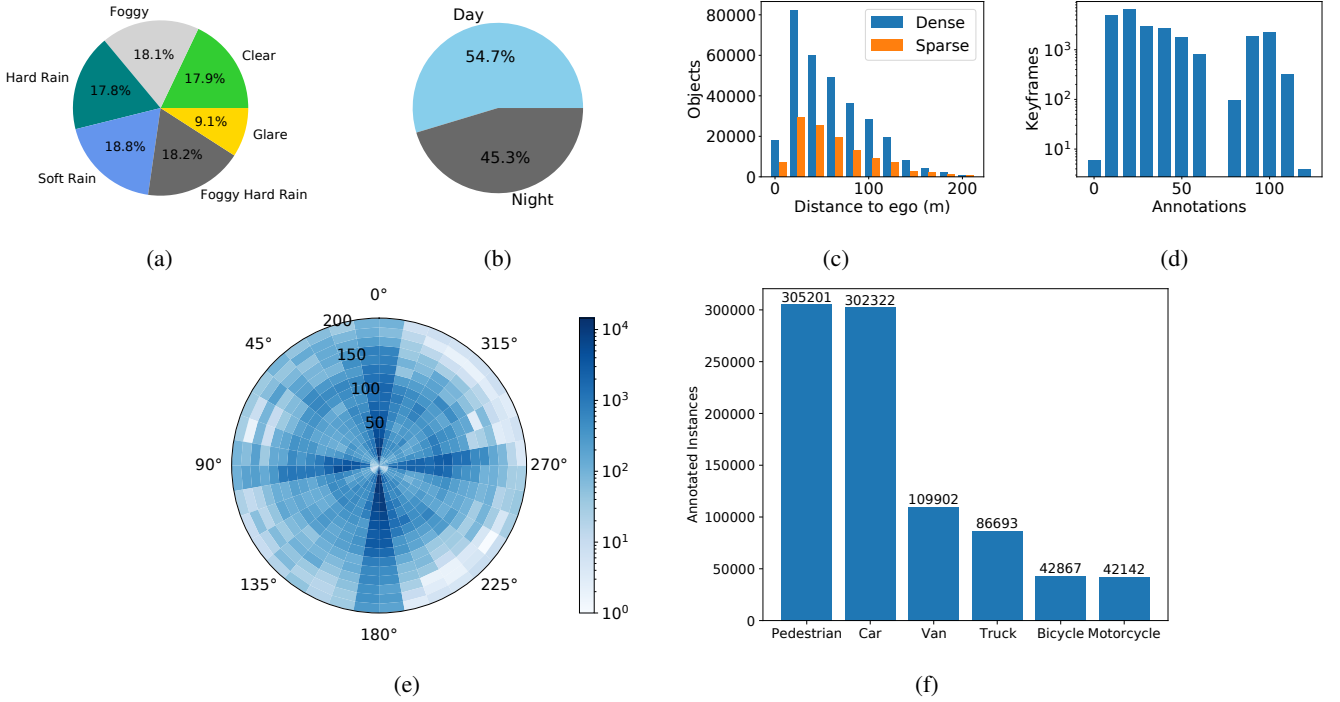 Foggy
18.1%
Clear
17.9%
Hard Rain
17.8%
9.1%
Glare
18.8%
18.2%
Soft Rain
Foggy Hard Rain
(a)
Day
54.7%
45.3%
Night
(b)
Objects
80000
60000
40000
20000
0
Dense
Sparse
0 100 200
Distance to ego (m)
(c)
Keyframes
10^3
10^2
10^1
0 50 100
Annotations
(d)
0°
45°
90°
135°
180°
225°
270°
315°
200
150
100
50
10^4
10^3
10^2
10^1
10^0
(e)
Annotated Instances
300000
250000
200000
150000
100000
50000
0
305201 302322
109902
86693
42867 42142
Pedestrian Car Van Truck Bicycle Motorcycle
(f)